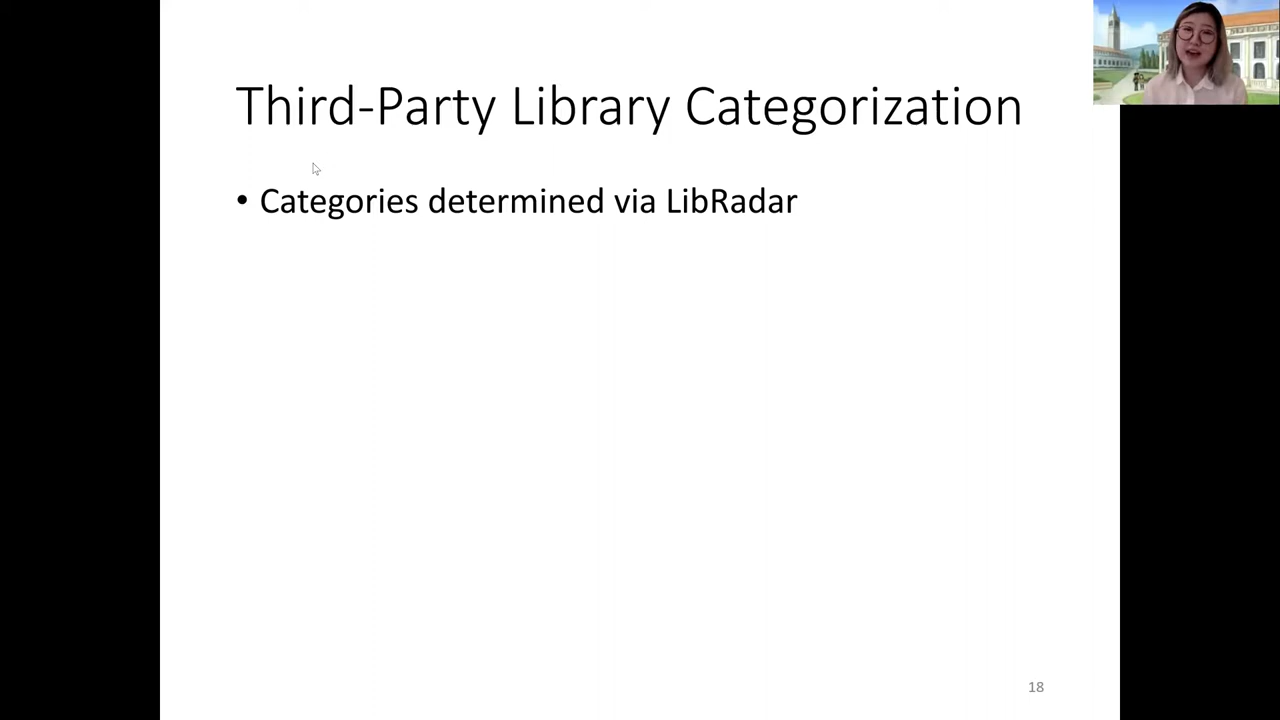 Third-Party Library Categorization
• Categories determined via LibRadar
18